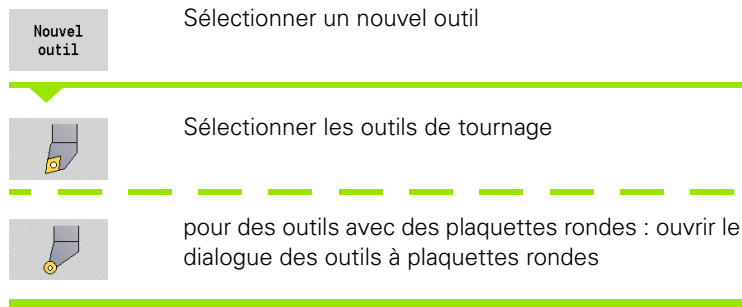 Nouvel
outil
Sélectionner un nouvel outil
Sélectionner les outils de tournage
pour des outils avec des plaquettes rondes : ouvrir le
dialogue des outils à plaquettes rondes